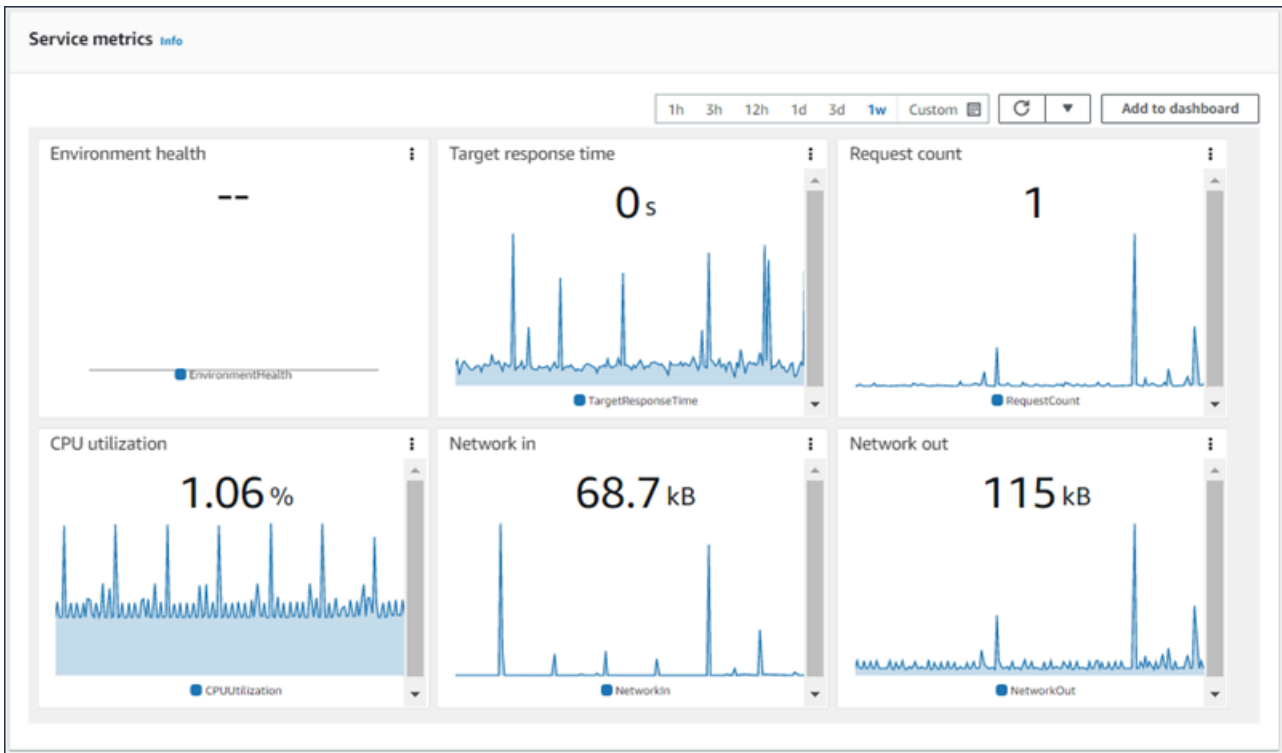 Service metrics Info
1h 3h 12h 1d 3d 1w Custom Add to dashboard
Environment health
--
EnvironmentHealth
Target response time
0 s
TargetResponseTime
Request count
1
RequestCount
CPU utilization
1.06 %
CPUUtilization
Network in
68.7 kB
NetworkIn
Network out
115 kB
NetworkOut